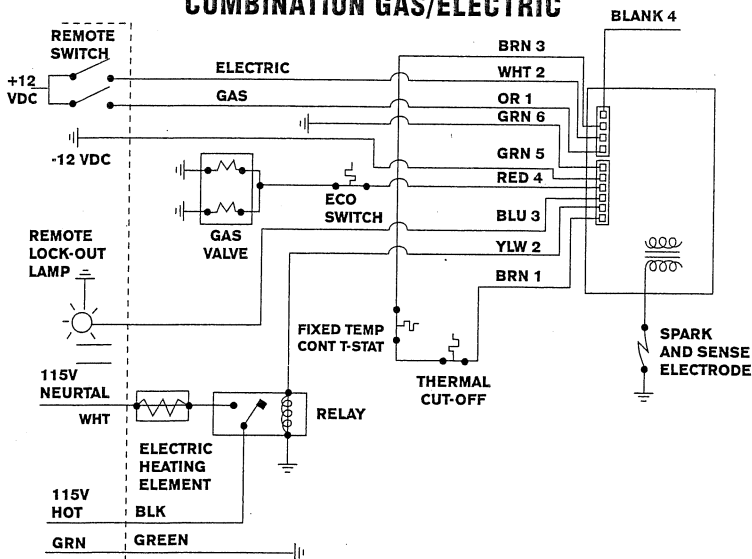 COMBINATION GAS/ELECTRIC
BLANK 4
REMOTE
SWITCH
+12
VDC
ELECTRIC
GAS
-12 VDC
BRN 3
WHT 2
OR 1
GRN 6
GRN 5
RED 4
BLU 3
YLW 2
BRN 1
ECO
SWITCH
GAS
VALVE
REMOTE
LOCK-OUT
LAMP
FIXED TEMP
CONT T-STAT
THERMAL
CUT-OFF
SPARK
AND SENSE
ELECTRODE
115V
NEURTAL
WHT
RELAY
ELECTRIC
HEATING
ELEMENT
115V
HOT
BLK
GRN
GREEN